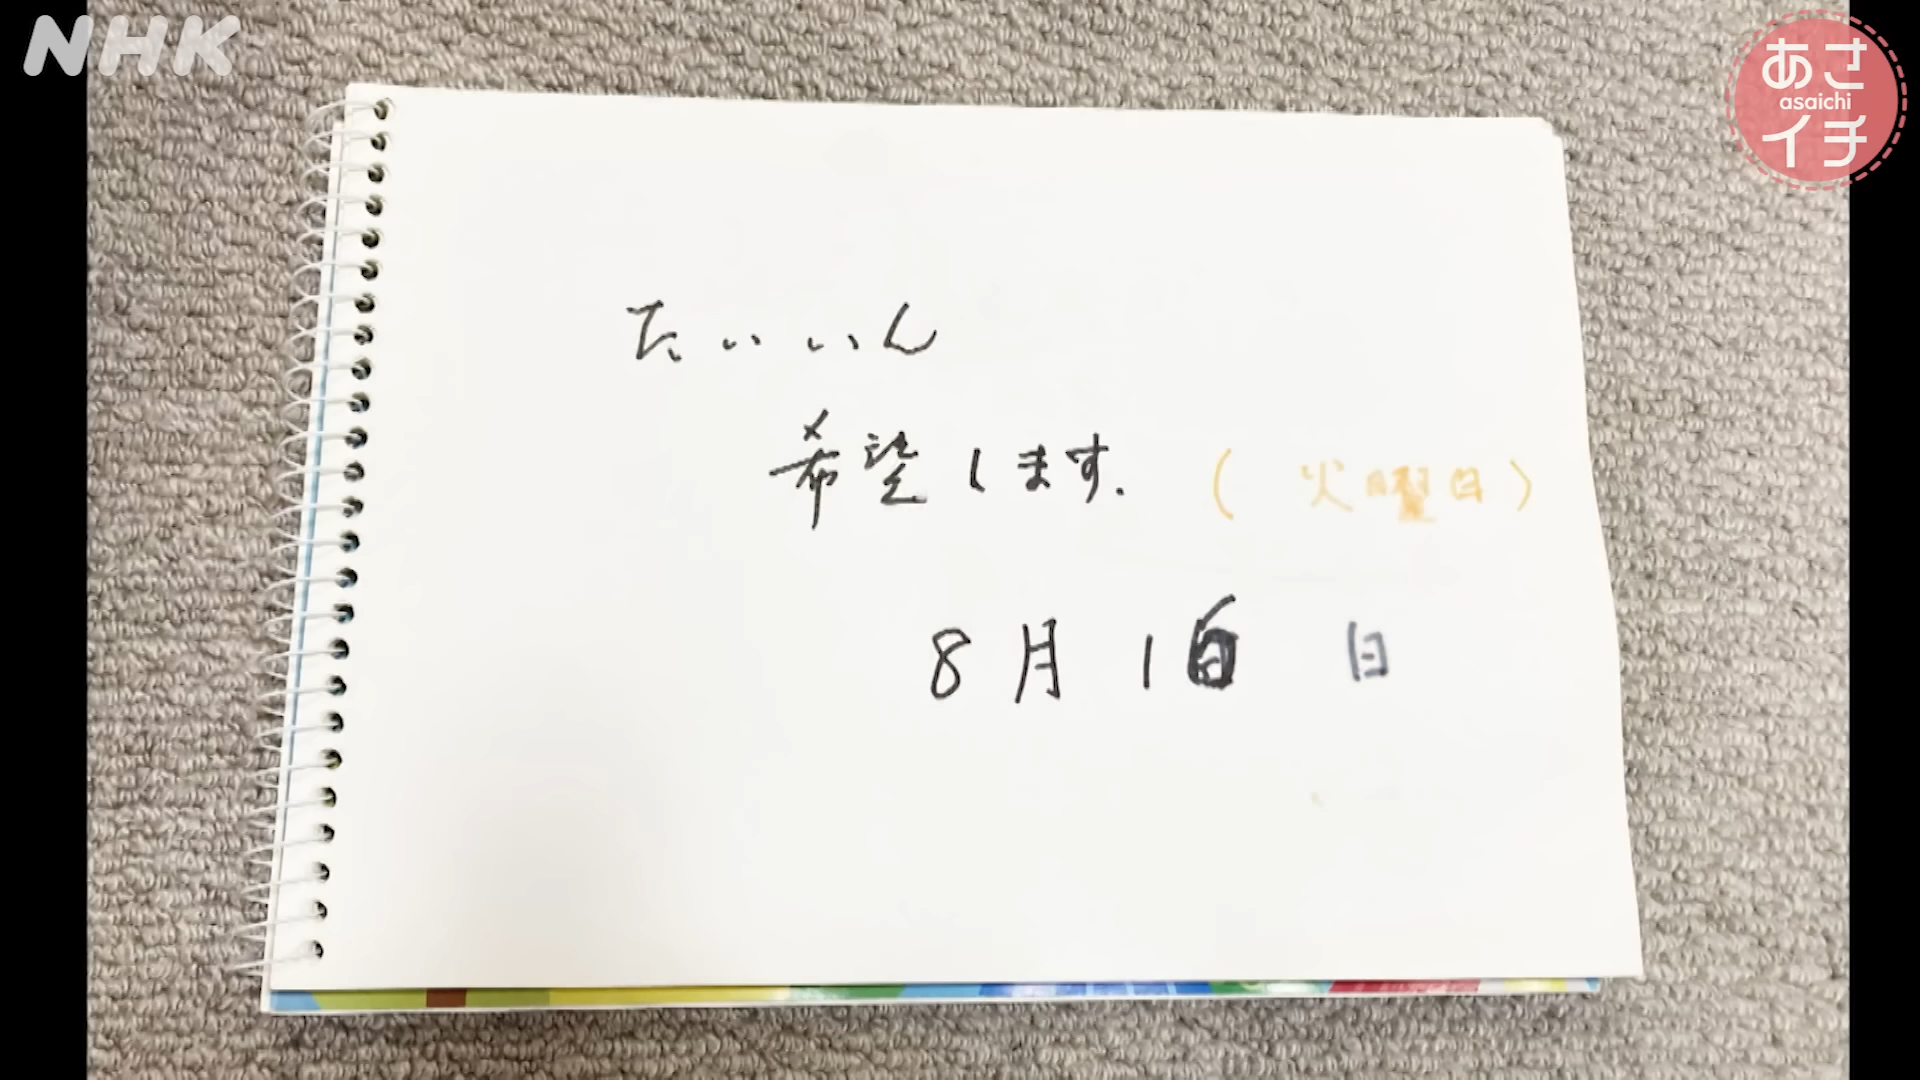 NHK
あさ
asaichi
イチ
たいいん
希望します.(火曜日)
8月16日